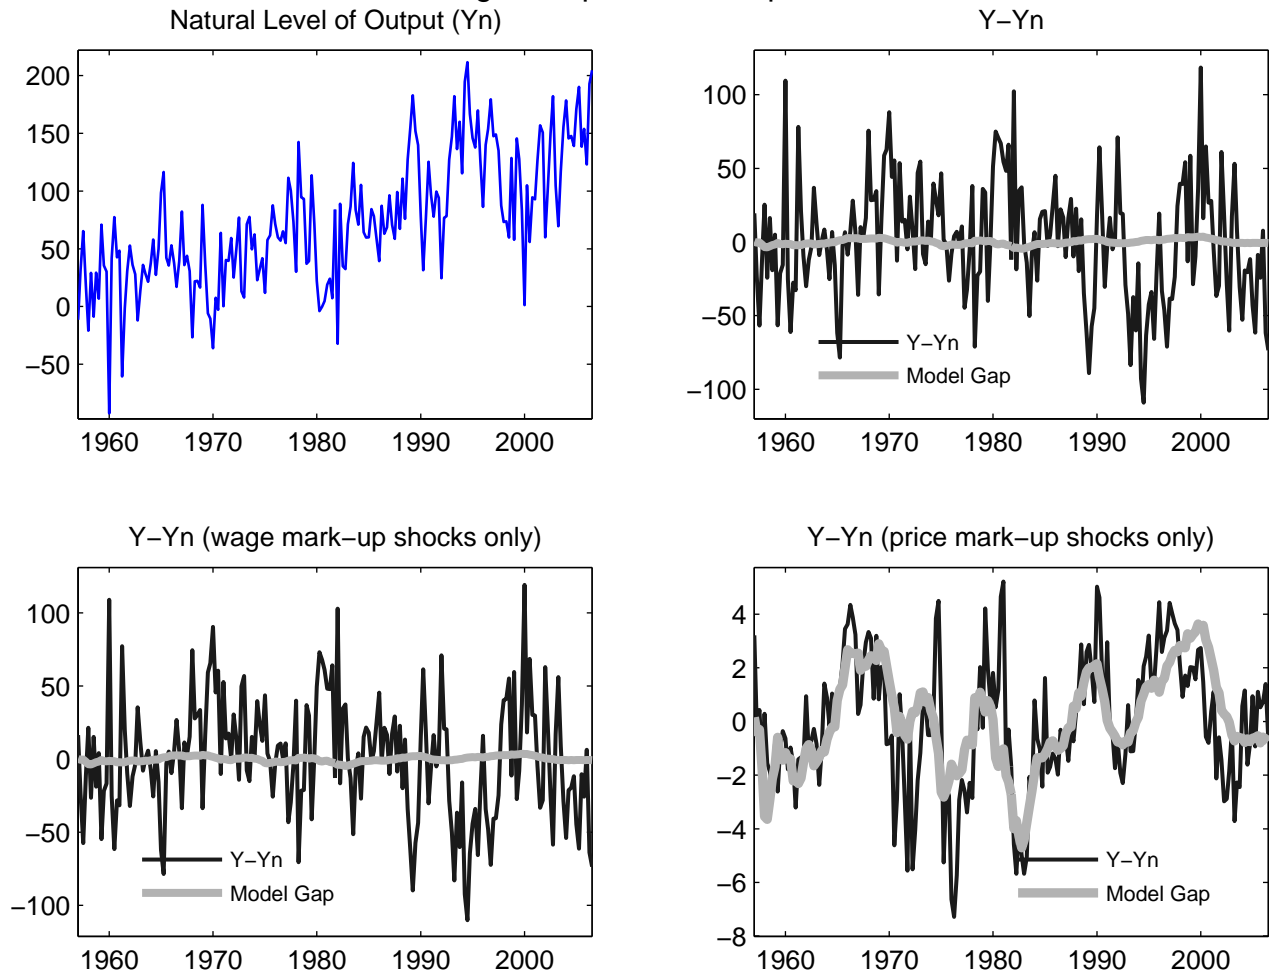 Natural Level of Output (Yn)
200
150
100
50
0
−50
1960 1970 1980 1990 2000
Y−Yn
100
50
0
−50
−100
Y−Yn
Model Gap
1960 1970 1980 1990 2000
Y−Yn (wage mark−up shocks only)
100
50
0
−50
−100
Y−Yn
Model Gap
1960 1970 1980 1990 2000
Y−Yn (price mark−up shocks only)
4
2
0
−2
−4
−6
−8
Y−Yn
Model Gap
1960 1970 1980 1990 2000